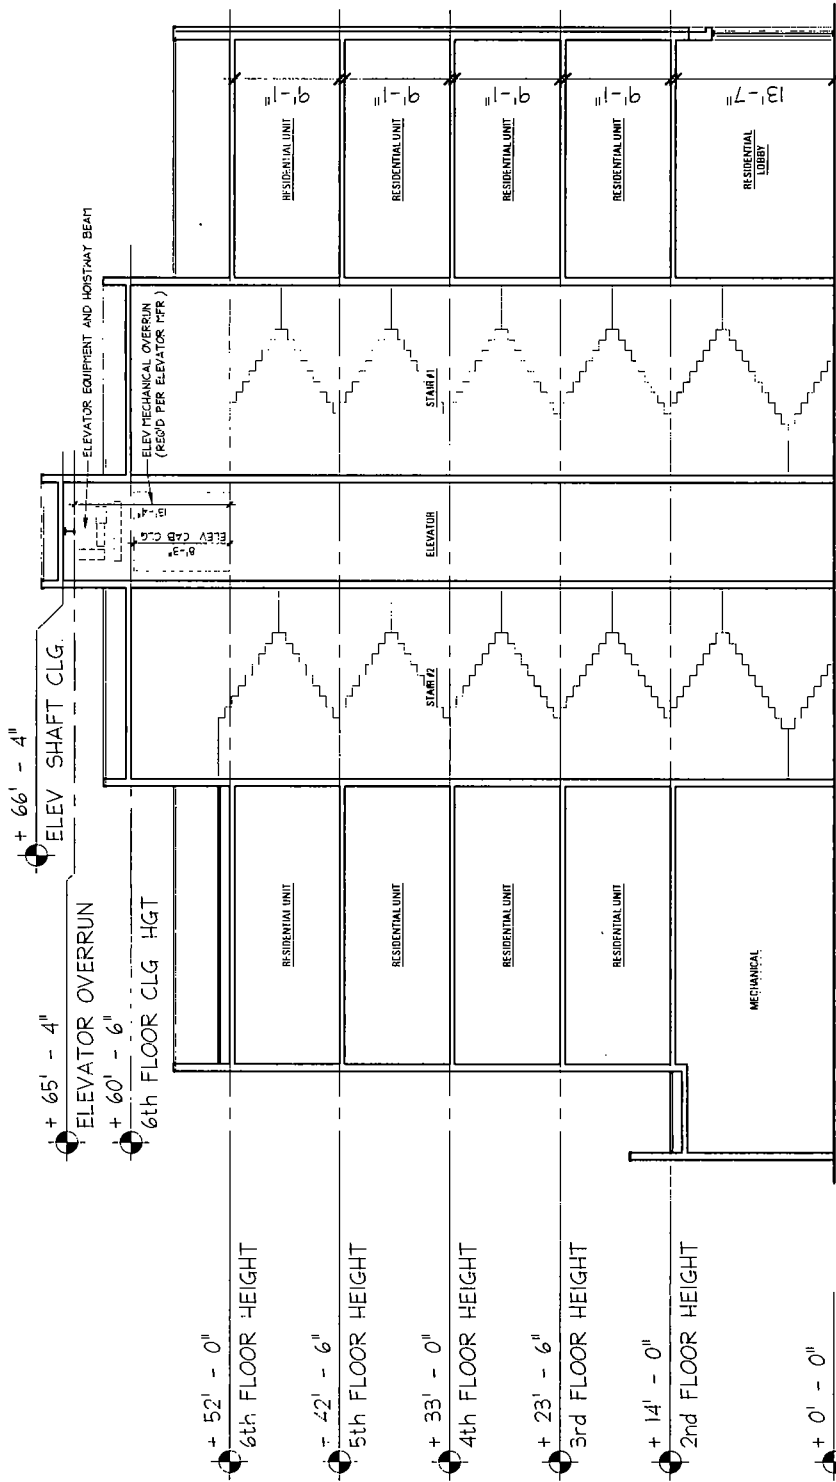 + 66' - 4"
ELEV SHAFT CLG.
+ 65' - 4"
ELEVATOR OVERRUN
+ 60' - 6"
6th FLOOR CLG HGT
+ 52' - 0"
6th FLOOR HEIGHT
+ 42' - 6"
5th FLOOR HEIGHT
+ 33' - 0"
4th FLOOR HEIGHT
+ 23' - 6"
3rd FLOOR HEIGHT
+ 14' - 0"
2nd FLOOR HEIGHT
+ 0' - 0"
RESIDENTIAL UNIT
RESIDENTIAL UNIT
RESIDENTIAL UNIT
RESIDENTIAL UNIT
MECHANICAL
STAIR #2
ELEVATOR
ELEV CAB CLG
8'-3"
13'-4"
ELEVATOR EQUIPMENT AND HOISTWAY BEAM
ELEV MECHANICAL OVERRUN
(REQ'D PER ELEVATOR MFR)
STAIR #1
RESIDENTIAL UNIT
RESIDENTIAL UNIT
RESIDENTIAL UNIT
RESIDENTIAL UNIT
RESIDENTIAL
LOBBY
9'-1"
9'-1"
9'-1"
9'-1"
13'-7"